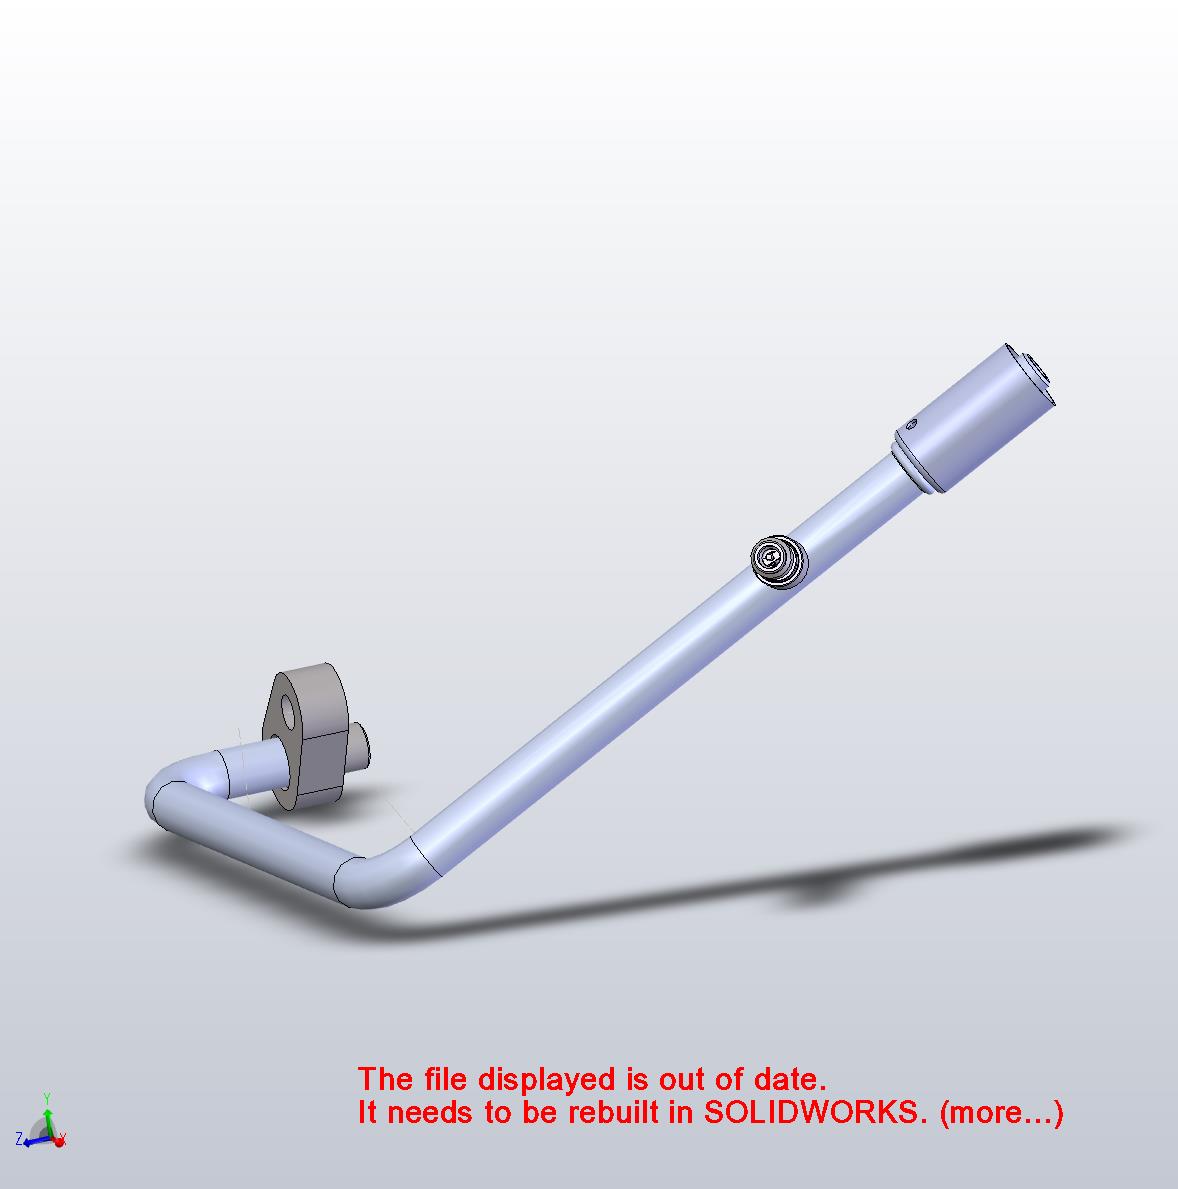 The file displayed is out of date.
It needs to be rebuilt in SOLIDWORKS. (more...)
Y
Z
X